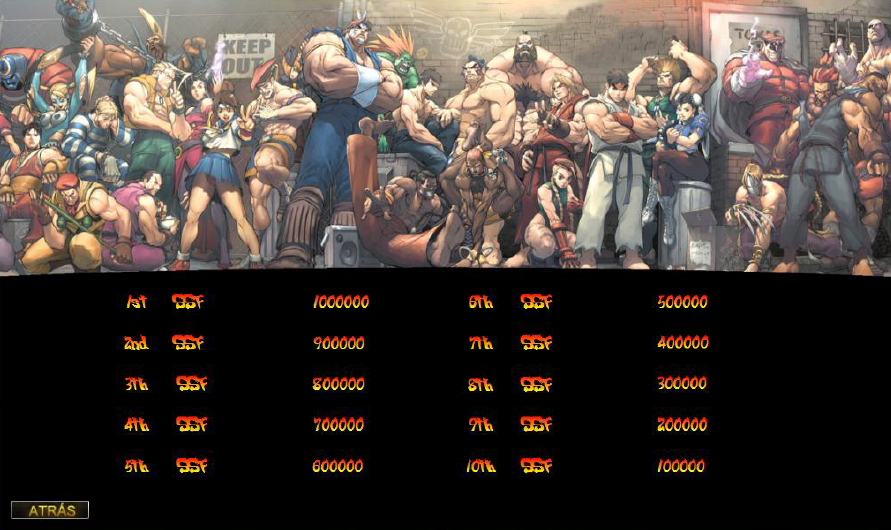 KEEP
OUT
1st SSF 1000000 6th SSF 500000
2nd SSF 900000 7th SSF 400000
3th SSF 800000 8th SSF 300000
4th SSF 700000 9th SSF 200000
5th SSF 600000 10th SSF 100000
ATRÁS